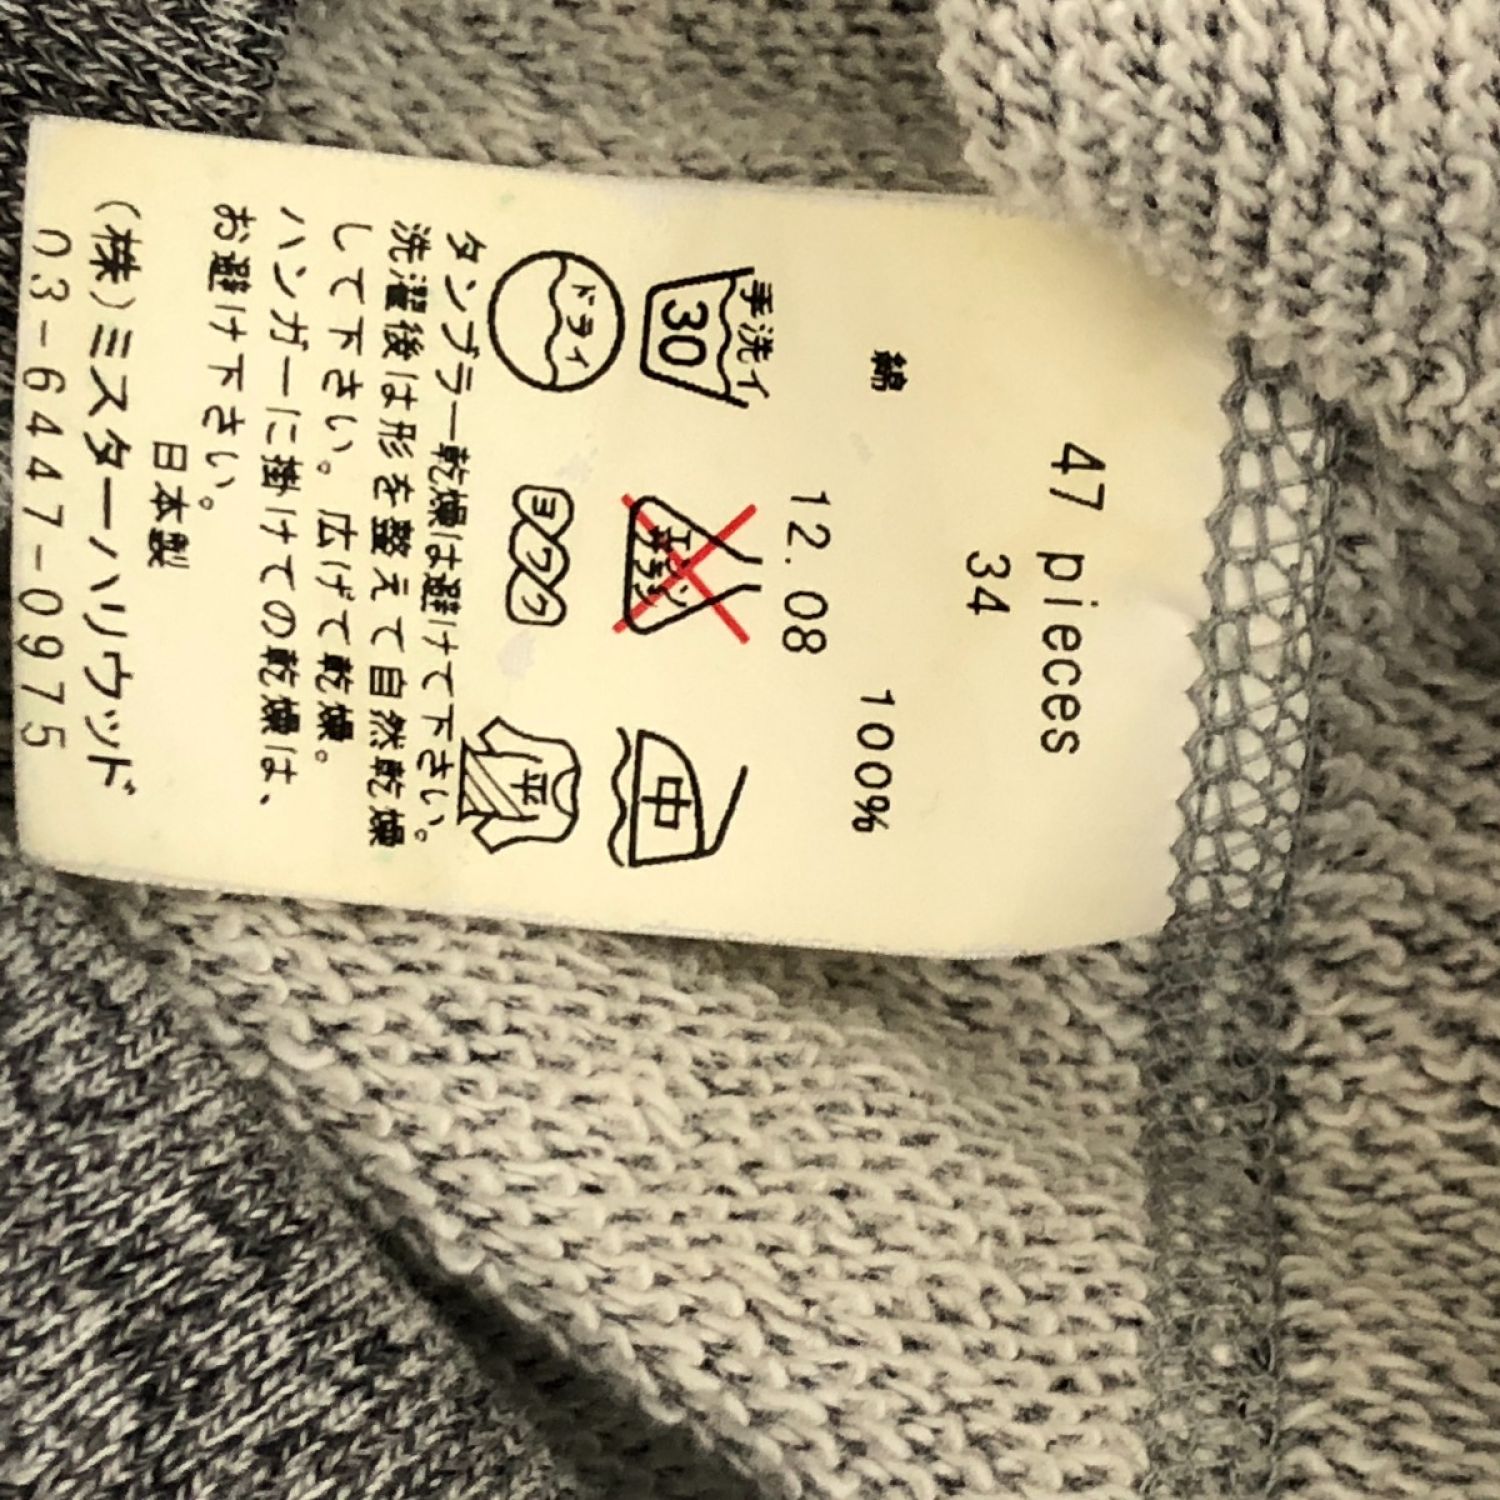 47 pieces
34
綿 100%
12.08
手洗イ
30
エンソ
サラシ
中
ドライ
ヨワク
平
タンブラー乾燥は避けて下さい。
洗濯後は形を整えて自然乾燥
して下さい。広げて乾燥。
ハンガーに掛けての乾燥は、
お避け下さい。
日本製
(株)ミスターハリウッド
03-6447-0975